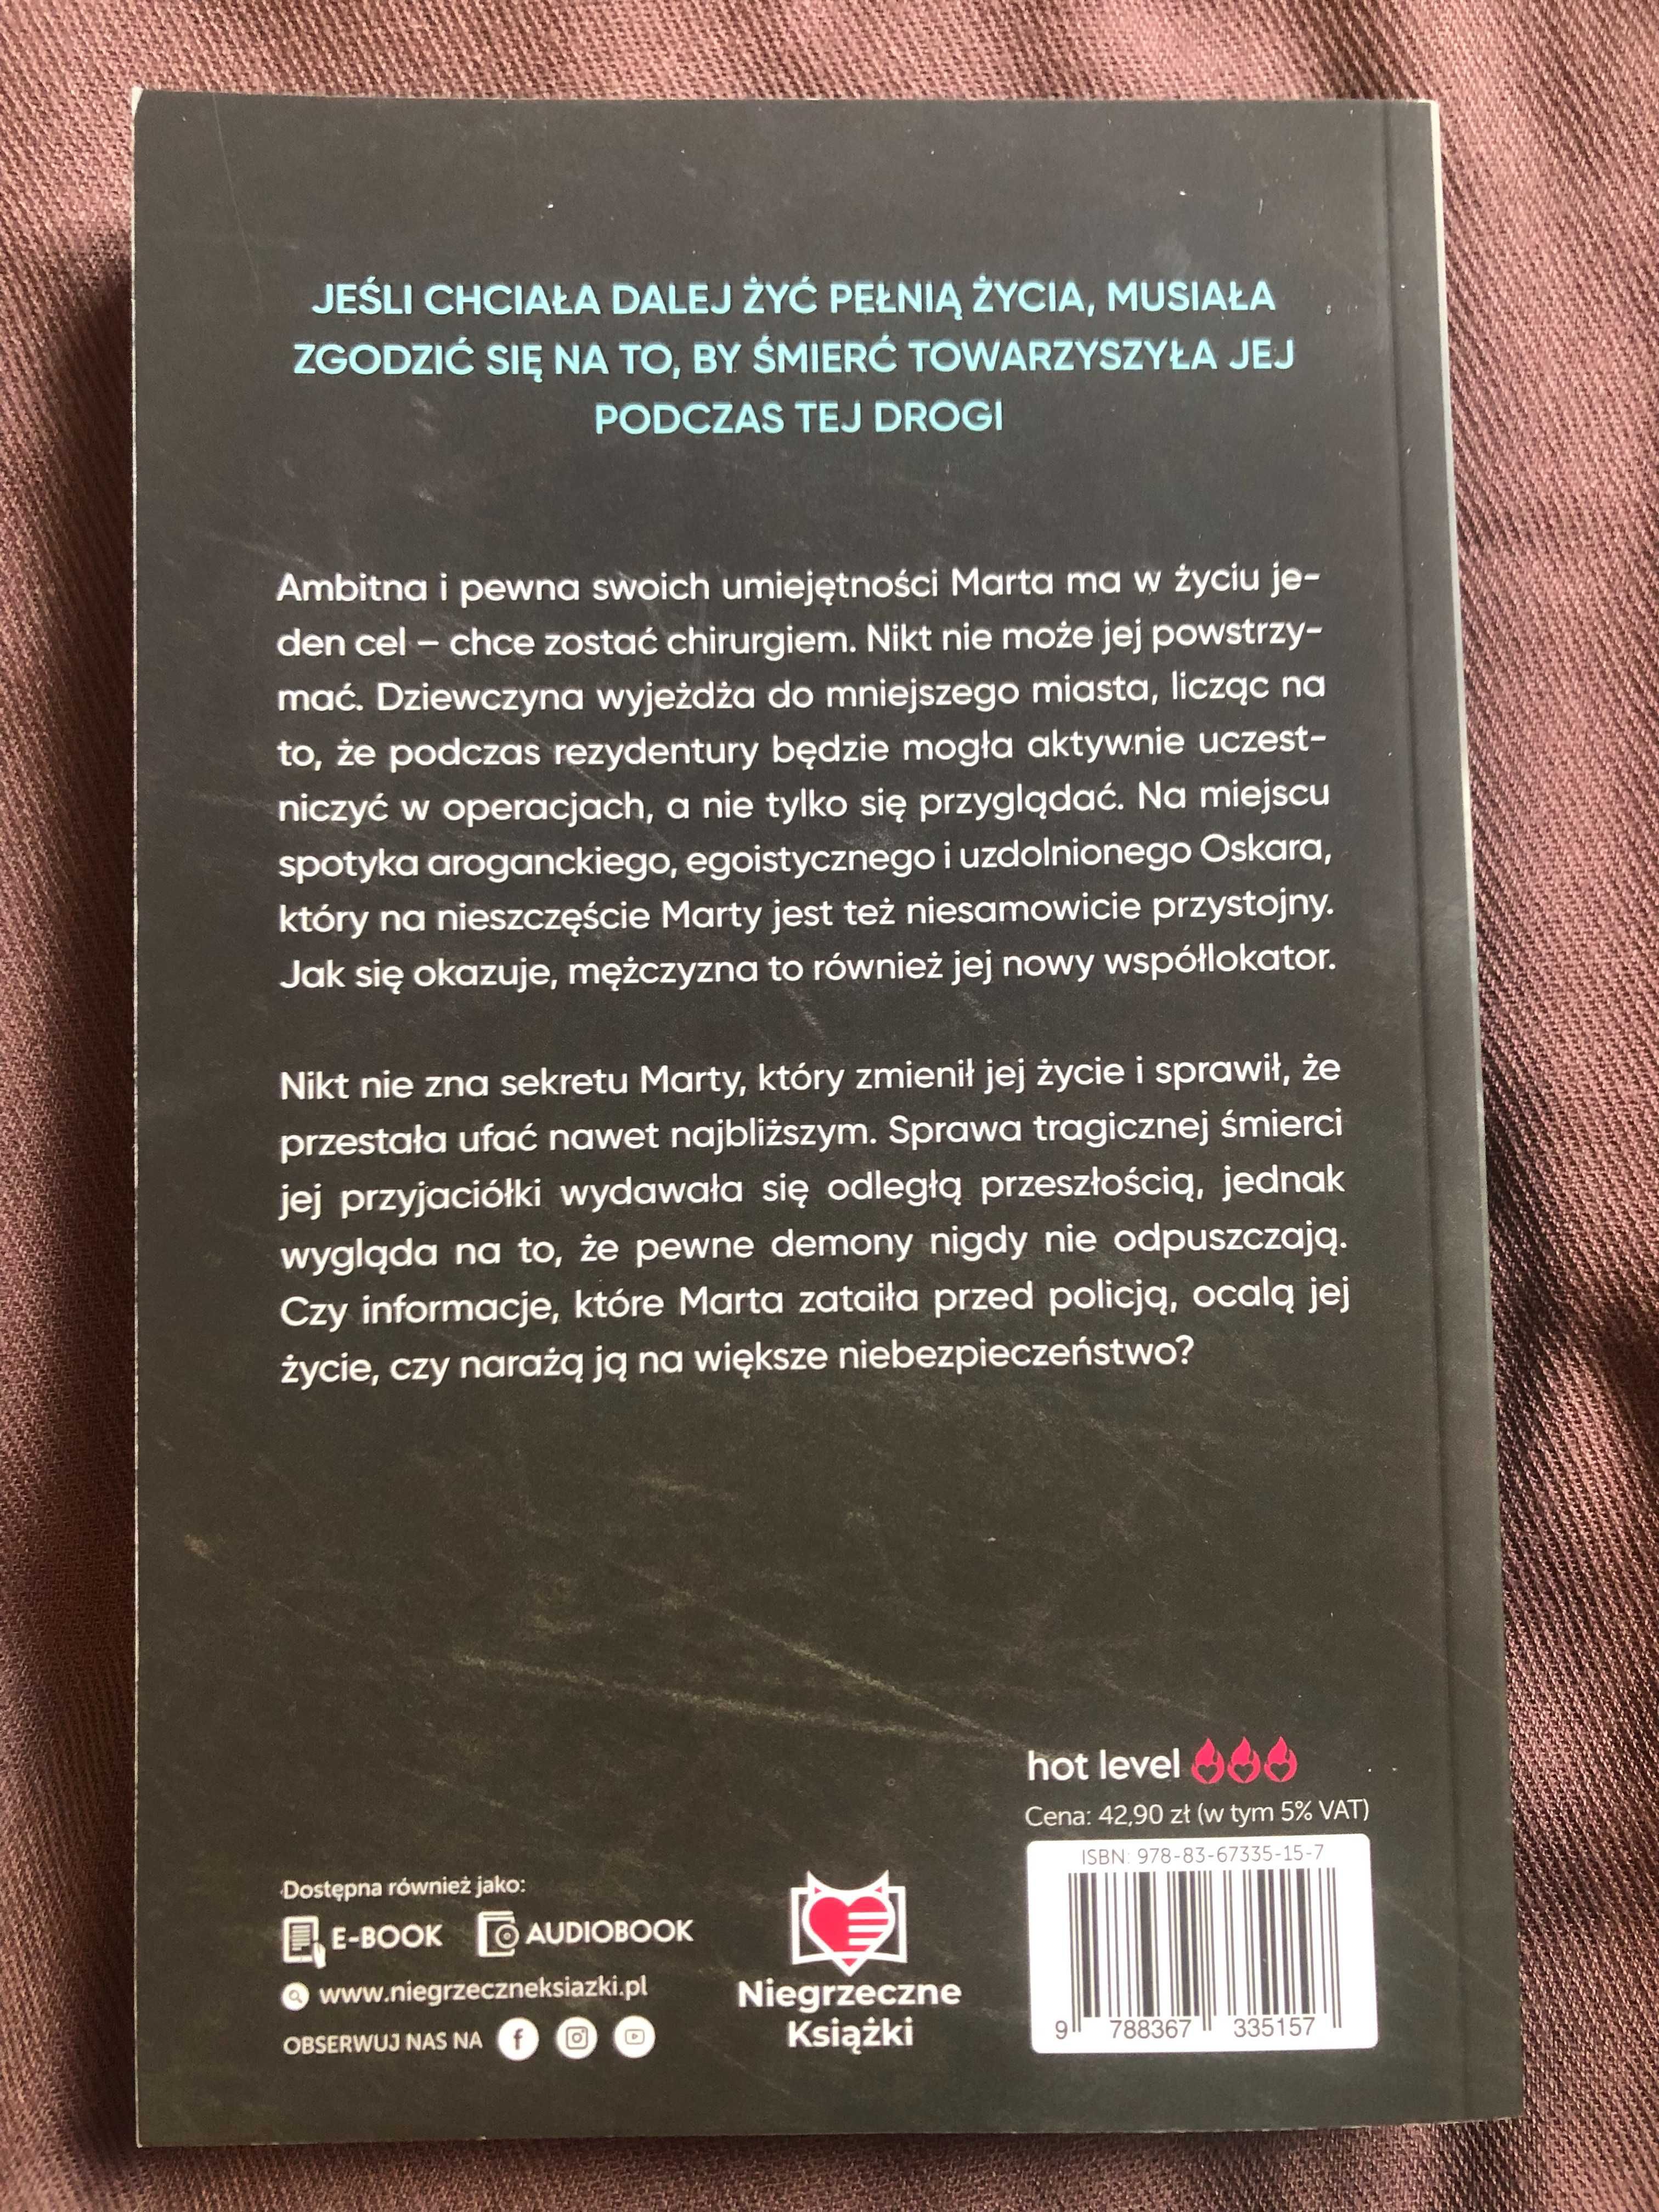 JEŚLI CHCIAŁA DALEJ ŻYĆ PEŁNIĄ ŻYCIA, MUSIAŁA
ZGODZIĆ SIĘ NA TO, BY ŚMIERĆ TOWARZYSZYŁA JEJ
PODCZAS TEJ DROGI
Ambitna i pewna swoich umiejętności Marta ma w życiu je-
den cel – chce zostać chirurgiem. Nikt nie może jej powstrzy-
mać. Dziewczyna wyjeżdża do mniejszego miasta, licząc na
to, że podczas rezydentury będzie mogła aktywnie uczest-
niczyć w operacjach, a nie tylko się przyglądać. Na miejscu
spotyka aroganckiego, egoistycznego i uzdolnionego Oskara,
który na nieszczęście Marty jest też niesamowicie przystojny.
Jak się okazuje, mężczyzna to również jej nowy współlokator.
Nikt nie zna sekretu Marty, który zmienił jej życie i sprawił, że
przestała ufać nawet najbliższym. Sprawa tragicznej śmierci
jej przyjaciółki wydawała się odległą przeszłością, jednak
wygląda na to, że pewne demony nigdy nie odpuszczają.
Czy informacje, które Marta zataiła przed policją, ocalą jej
życie, czy narażą ją na większe niebezpieczeństwo?
hot level
Cena: 42,90 zł (w tym 5% VAT)
ISBN: 978-83-67335-15-7
9 788367 335157
Dostępna również jako:
E-BOOK AUDIOBOOK
www.niegrzeczneksiazki.pl
OBSERWUJ NAS NA
Niegrzeczne
Książki